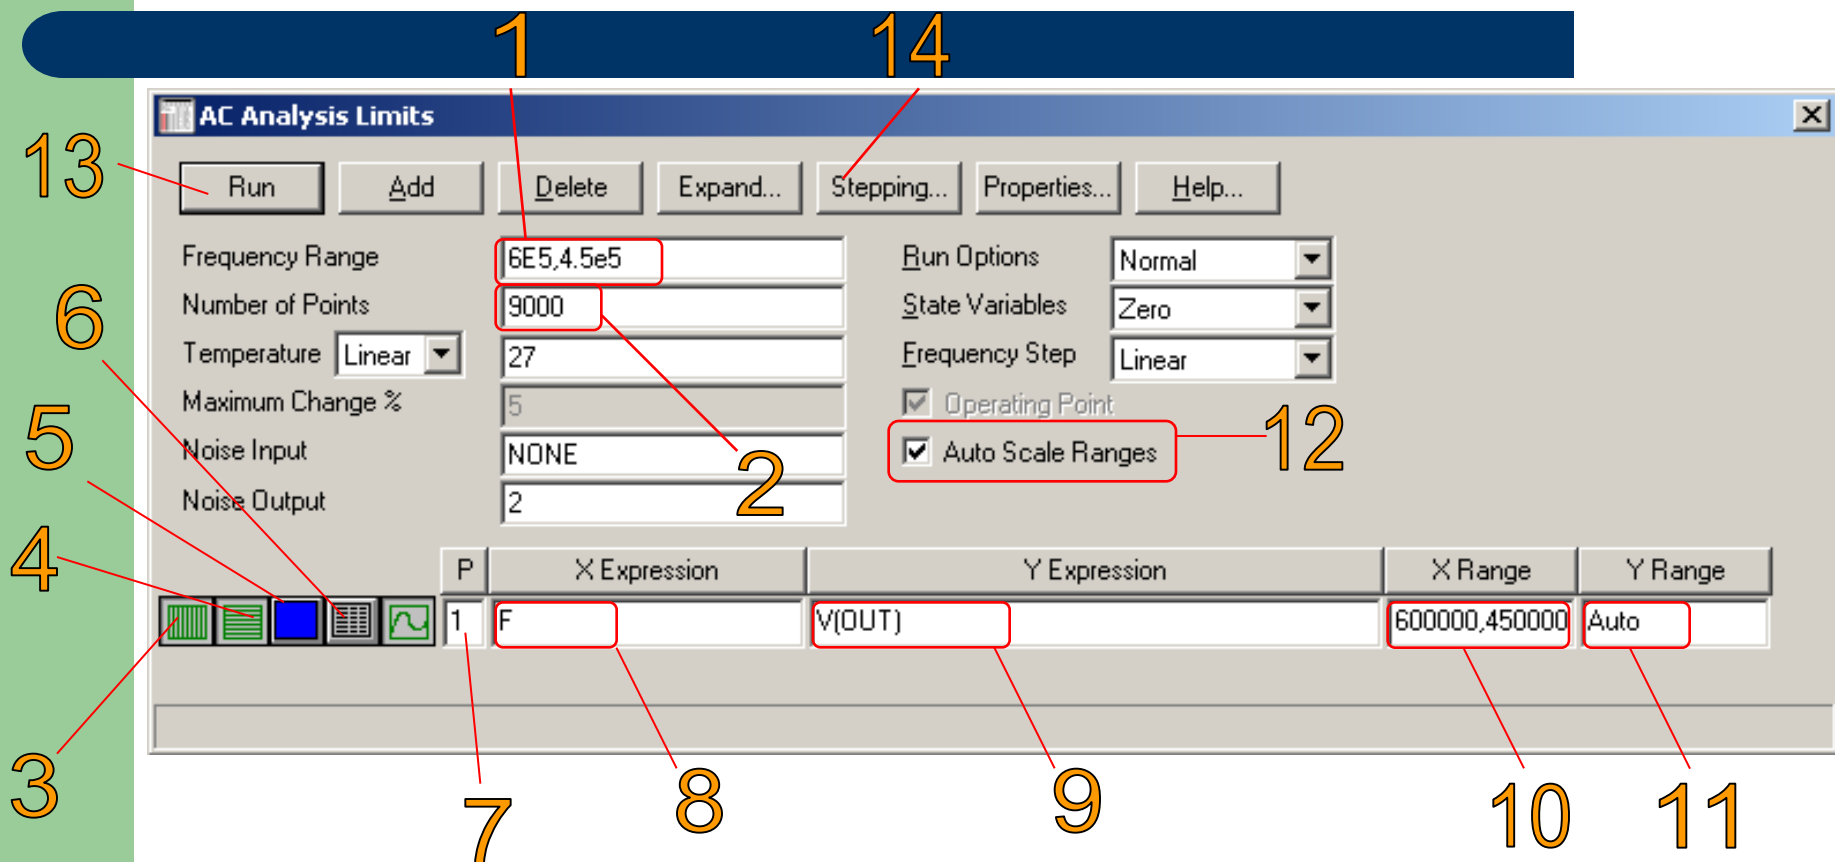 1 14
AC Analysis Limits
13
Run Add Delete Expand... Stepping... Properties... Help...
Frequency Range 6E5,4.5e5 Run Options Normal
6
Number of Points 9000 State Variables Zero
Temperature Linear 27 Frequency Step Linear
Maximum Change % 5 Operating Point
5 12
Noise Input NONE Auto Scale Ranges
2
Noise Output 2
4
P X Expression Y Expression X Range Y Range
1 F V(OUT) 600000,450000 Auto
3 7 8 9 10 11